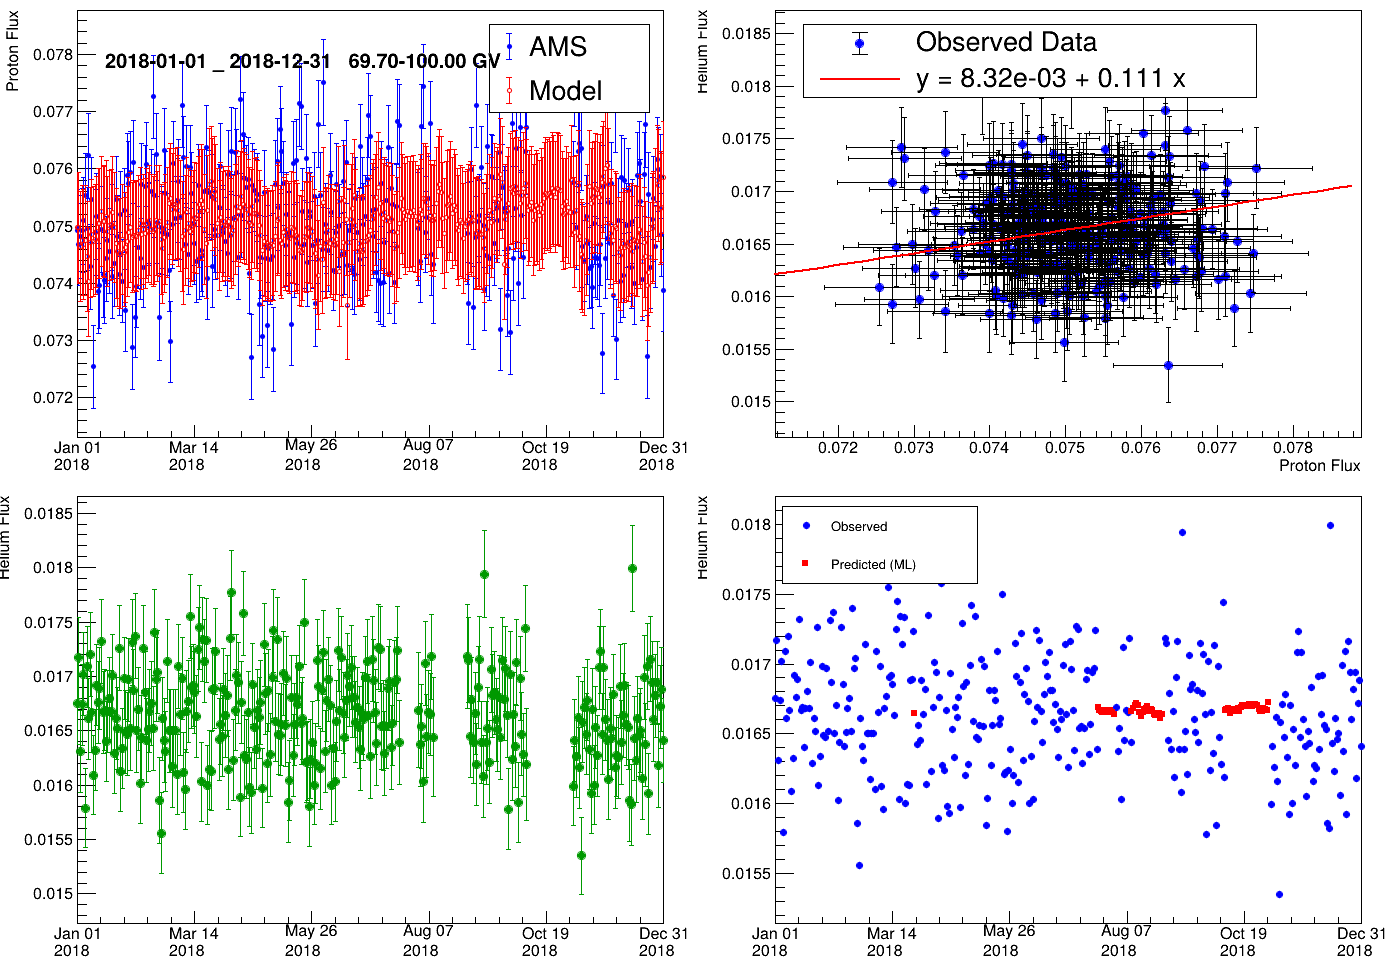 Proton Flux
0.078
0.077
0.076
0.075
0.074
0.073
0.072
2018-01-01 _ 2018-12-31 69.70-100.00 GV
AMS
Model
Jan 01 2018
Mar 14 2018
May 26 2018
Aug 07 2018
Oct 19 2018
Dec 31 2018
Helium Flux
0.0185
0.018
0.0175
0.017
0.0165
0.016
0.0155
0.015
Observed Data
y = 8.32e-03 + 0.111 x
0.072 0.073 0.074 0.075 0.076 0.077 0.078
Proton Flux
Helium Flux
0.0185
0.018
0.0175
0.017
0.0165
0.016
0.0155
0.015
Jan 01 2018
Mar 14 2018
May 26 2018
Aug 07 2018
Oct 19 2018
Dec 31 2018
Helium Flux
0.018
0.0175
0.017
0.0165
0.016
0.0155
Observed
Predicted (ML)
Jan 01 2018
Mar 14 2018
May 26 2018
Aug 07 2018
Oct 19 2018
Dec 31 2018